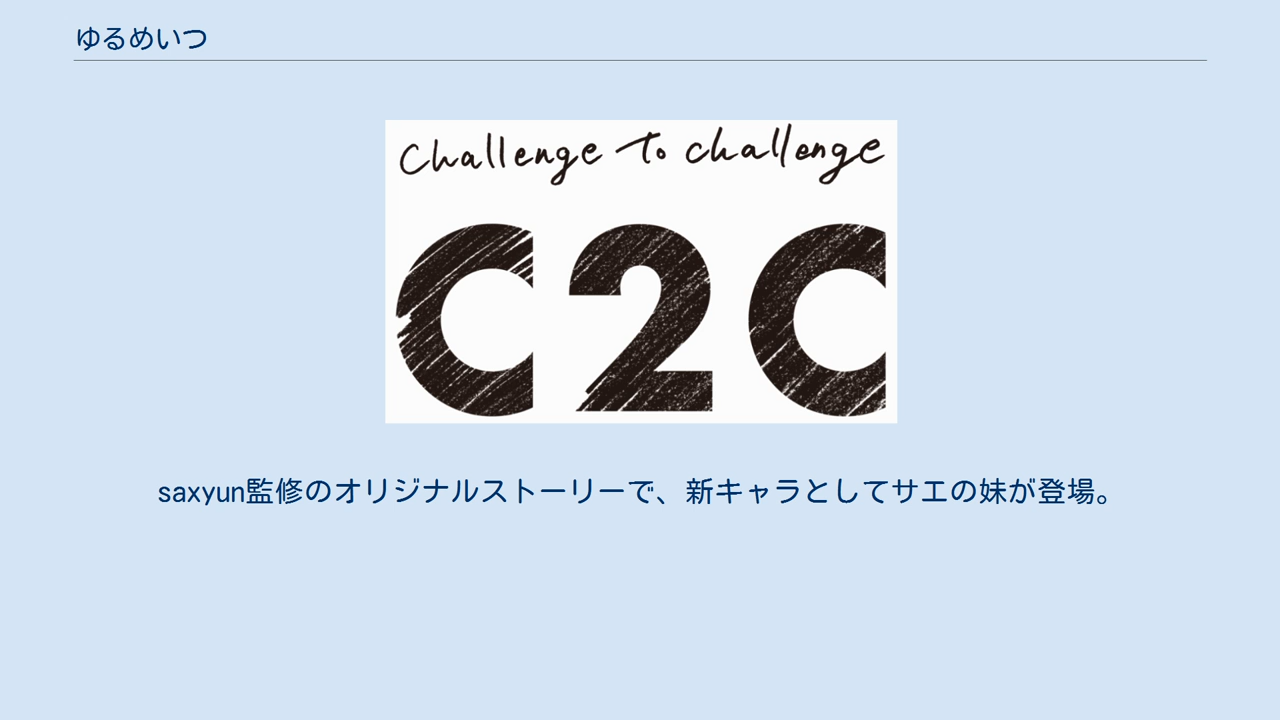 ゆるめいつ
Challenge To challenge
C2C
saxyun監修のオリジナルストーリーで、新キャラとしてサエの妹が登場。